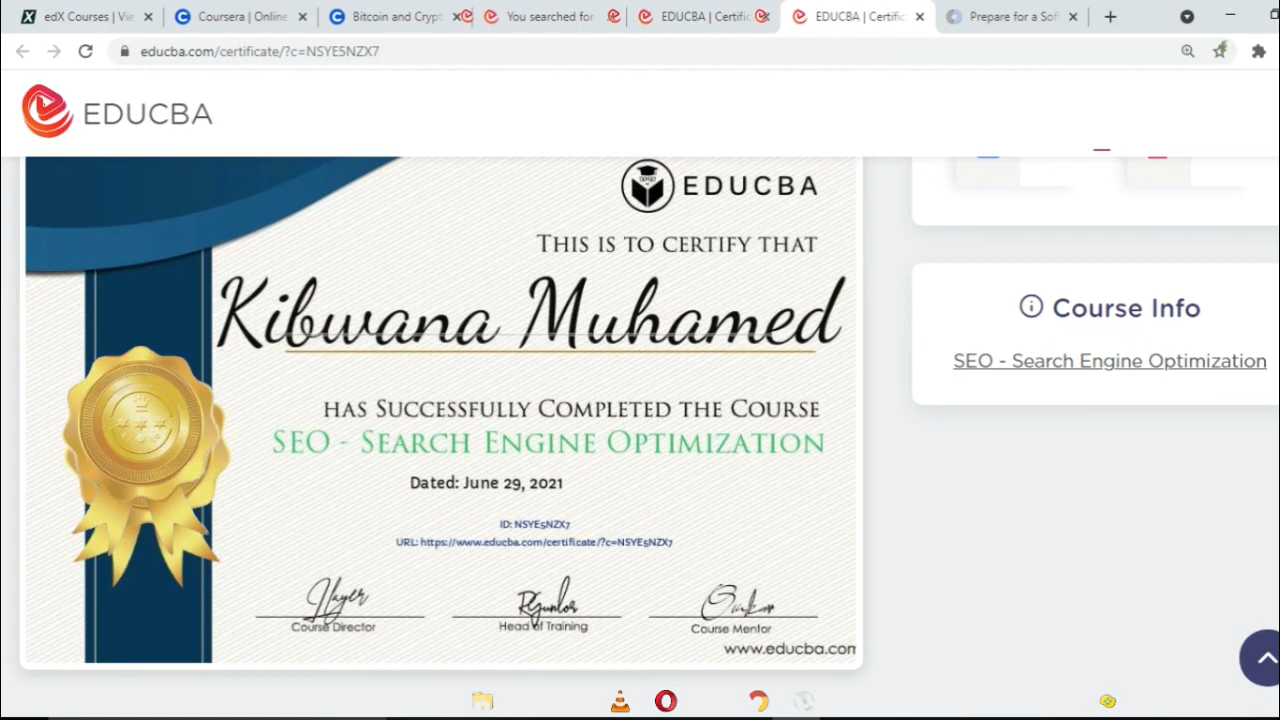 edX Courses | Vie
Coursera | Online
Bitcoin and Crypt
You searched for
EDUCBA | Certific
EDUCBA | Certific
Prepare for a Sof
educba.com/certificate/?c=NSYE5NZX7
EDUCBA
EDUCBA
THIS IS TO CERTIFY THAT
Kibwana Muhamed
HAS SUCCESSFULLY COMPLETED THE COURSE
SEO - SEARCH ENGINE OPTIMIZATION
Dated: June 29, 2021
ID: NSYE5NZX7
URL: https://www.educba.com/certificate/?c=NSYE5NZX7
Course Director
Head of Training
Course Mentor
www.educba.com
Course Info
SEO - Search Engine Optimization